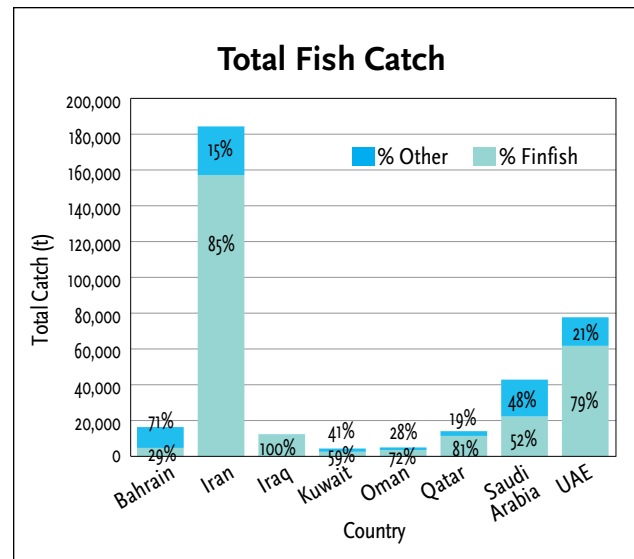 Total Fish Catch
200,000
180,000
160,000
140,000
120,000
100,000
80,000
60,000
40,000
20,000
0
Total Catch (t)
% Other
% Finfish
71%
29%
15%
85%
100%
41%
59%
28%
72%
19%
81%
48%
52%
21%
79%
Bahrain
Iran
Iraq
Kuwait
Oman
Qatar
Saudi
Arabia
UAE
Country